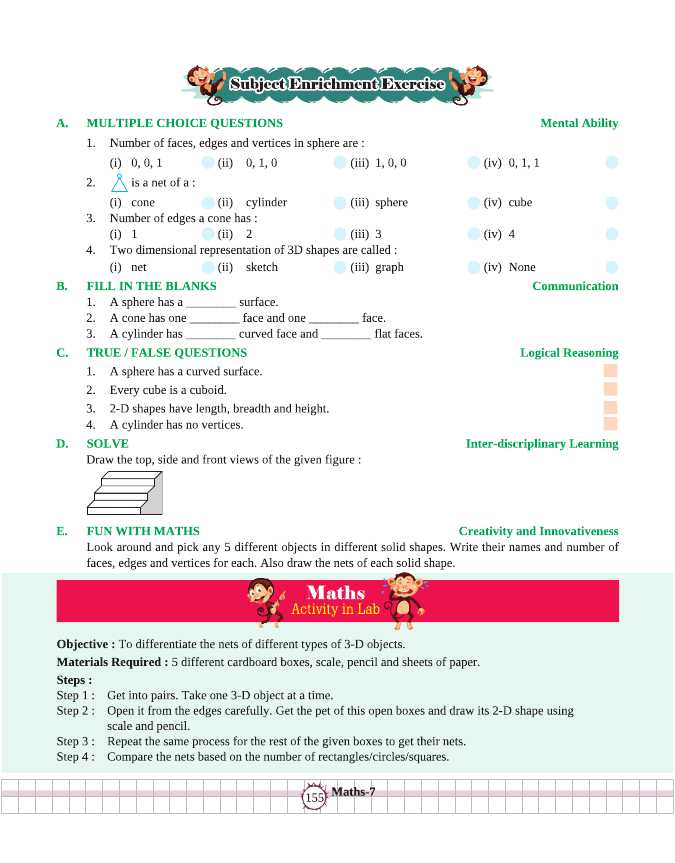 Subject Enrichment Exercise
A. MULTIPLE CHOICE QUESTIONS Mental Ability
1. Number of faces, edges and vertices in sphere are :
(i) 0, 0, 1 (ii) 0, 1, 0 (iii) 1, 0, 0 (iv) 0, 1, 1
2. is a net of a :
(i) cone (ii) cylinder (iii) sphere (iv) cube
3. Number of edges a cone has :
(i) 1 (ii) 2 (iii) 3 (iv) 4
4. Two dimensional representation of 3D shapes are called :
(i) net (ii) sketch (iii) graph (iv) None
B. FILL IN THE BLANKS Communication
1. A sphere has a ________ surface.
2. A cone has one ________ face and one ________ face.
3. A cylinder has ________ curved face and ________ flat faces.
C. TRUE / FALSE QUESTIONS Logical Reasoning
1. A sphere has a curved surface.
2. Every cube is a cuboid.
3. 2-D shapes have length, breadth and height.
4. A cylinder has no vertices.
D. SOLVE Inter-discriplinary Learning
Draw the top, side and front views of the given figure :
E. FUN WITH MATHS Creativity and Innovativeness
Look around and pick any 5 different objects in different solid shapes. Write their names and number of
faces, edges and vertices for each. Also draw the nets of each solid shape.
Maths
Activity in Lab
Objective : To differentiate the nets of different types of 3-D objects.
Materials Required : 5 different cardboard boxes, scale, pencil and sheets of paper.
Steps :
Step 1 : Get into pairs. Take one 3-D object at a time.
Step 2 : Open it from the edges carefully. Get the pet of this open boxes and draw its 2-D shape using
scale and pencil.
Step 3 : Repeat the same process for the rest of the given boxes to get their nets.
Step 4 : Compare the nets based on the number of rectangles/circles/squares.
155 Maths-7